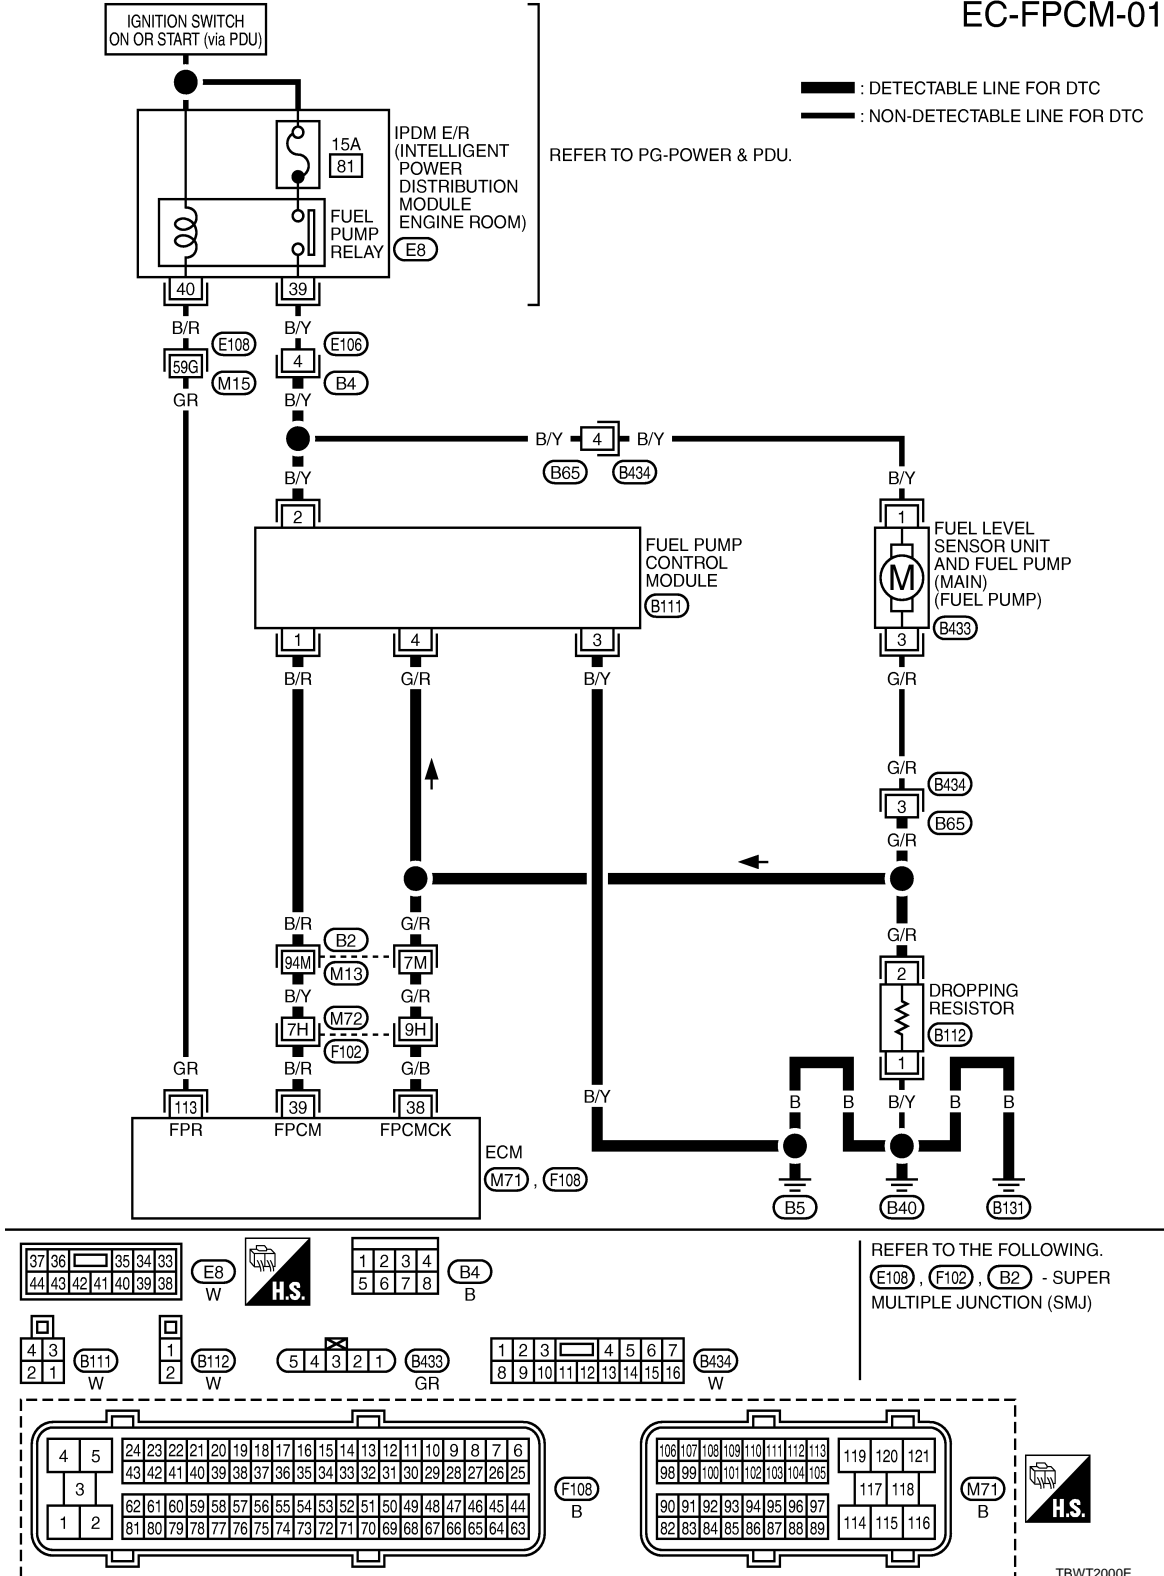 EC-FPCM-01
IGNITION SWITCH
ON OR START (via PDU)
: DETECTABLE LINE FOR DTC
: NON-DETECTABLE LINE FOR DTC
15A
81
IPDM E/R
(INTELLIGENT
POWER
DISTRIBUTION
MODULE
ENGINE ROOM)
E8
REFER TO PG-POWER & PDU.
FUEL
PUMP
RELAY
40 39
B/R B/Y
E108 E106
59G 4
M15 B4
GR B/Y
B/Y 4 B/Y
B65 B434
B/Y B/Y
2 1
FUEL PUMP
CONTROL
MODULE
B111
M
FUEL LEVEL
SENSOR UNIT
AND FUEL PUMP
(MAIN)
(FUEL PUMP)
B433
1 4 3 3
B/R G/R B/Y G/R
G/R
B434
3
B65
G/R
B/R G/R G/R
B2
94M 7M 2
M13
DROPPING
RESISTOR
B112
B/Y G/R
M72
7H 9H
F102
1
GR B/R G/B
B/Y B B B/Y B B
113 39 38
FPR FPCM FPCMCK
ECM
M71 , F108
B5 B40 B131
37 36 35 34 33
44 43 42 41 40 39 38
E8
W
H.S.
1 2 3 4
5 6 7 8
B4
B
REFER TO THE FOLLOWING.
E108 , F102 , B2 - SUPER
MULTIPLE JUNCTION (SMJ)
4 3
2 1
B111
W
1
2
B112
W
5 4 3 2 1
B433
GR
1 2 3 4 5 6 7
8 9 10 11 12 13 14 15 16
B434
W
4 5
3
1 2
24 23 22 21 20 19 18 17 16 15 14 13 12 11 10 9 8 7 6
43 42 41 40 39 38 37 36 35 34 33 32 31 30 29 28 27 26 25
62 61 60 59 58 57 56 55 54 53 52 51 50 49 48 47 46 45 44
81 80 79 78 77 76 75 74 73 72 71 70 69 68 67 66 65 64 63
F108
B
106 107 108 109 110 111 112 113
98 99 100 101 102 103 104 105
90 91 92 93 94 95 96 97
82 83 84 85 86 87 88 89
119 120 121
117 118
114 115 116
M71
B
H.S.
TBWT2000E